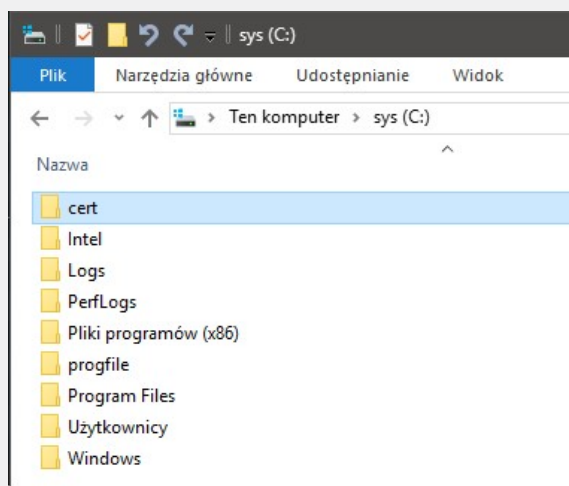 sys (C:)
Plik Narzędzia główne Udostępnianie Widok
Ten komputer > sys (C:)
Nazwa
cert
Intel
Logs
PerfLogs
Pliki programów (x86)
progfile
Program Files
Użytkownicy
Windows